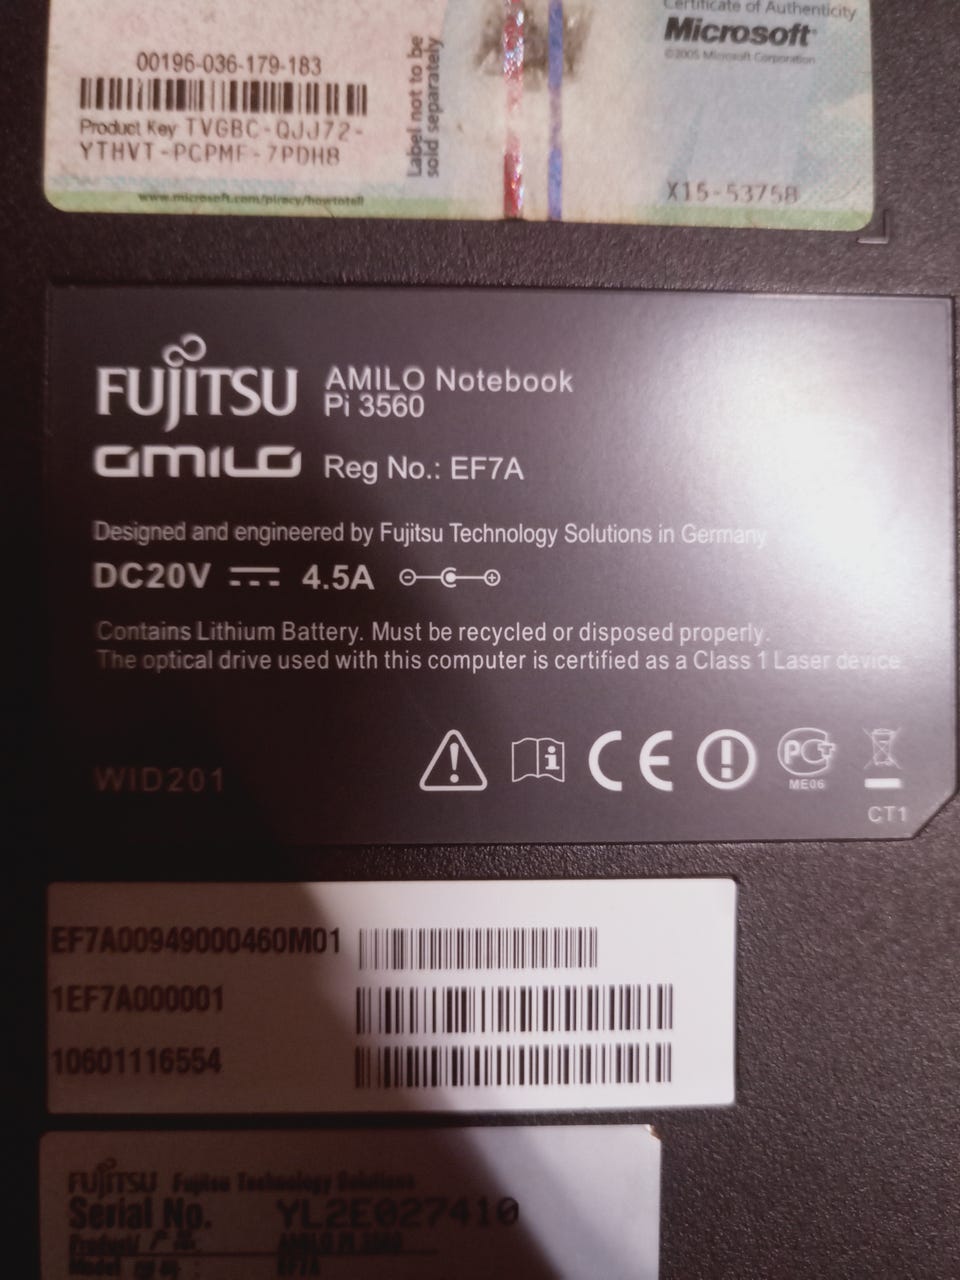 Certificate of Authenticity
Microsoft®
©2005 Microsoft Corporation
00196-036-179-183
Product Key TVGBC-QJJ72-
YTHVT-PCPMF-7PDH8
Label not to be
sold separately
www.microsoft.com/piracy/howtotell
X15-53758
FUJITSU
AMILO Notebook
Pi 3560
AMILO
Reg No.: EF7A
Designed and engineered by Fujitsu Technology Solutions in Germany
DC20V 4.5A
Contains Lithium Battery. Must be recycled or disposed properly.
The optical drive used with this computer is certified as a Class 1 Laser device.
CE
PCT
ME06
WID201
CT1
EF7A00949000460M01
1EF7A000001
10601116554
FUJITSU Fujitsu Technology Solutions
Serial No. YL2E027410
Product/ AMILO Pi 3560
Model EF7A